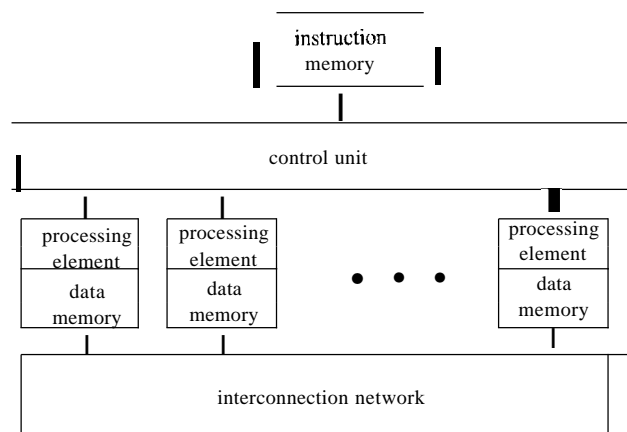 instruction
memory
control unit
processing
element
data
memory
processing
element
data
memory
processing
element
data
memory
interconnection network